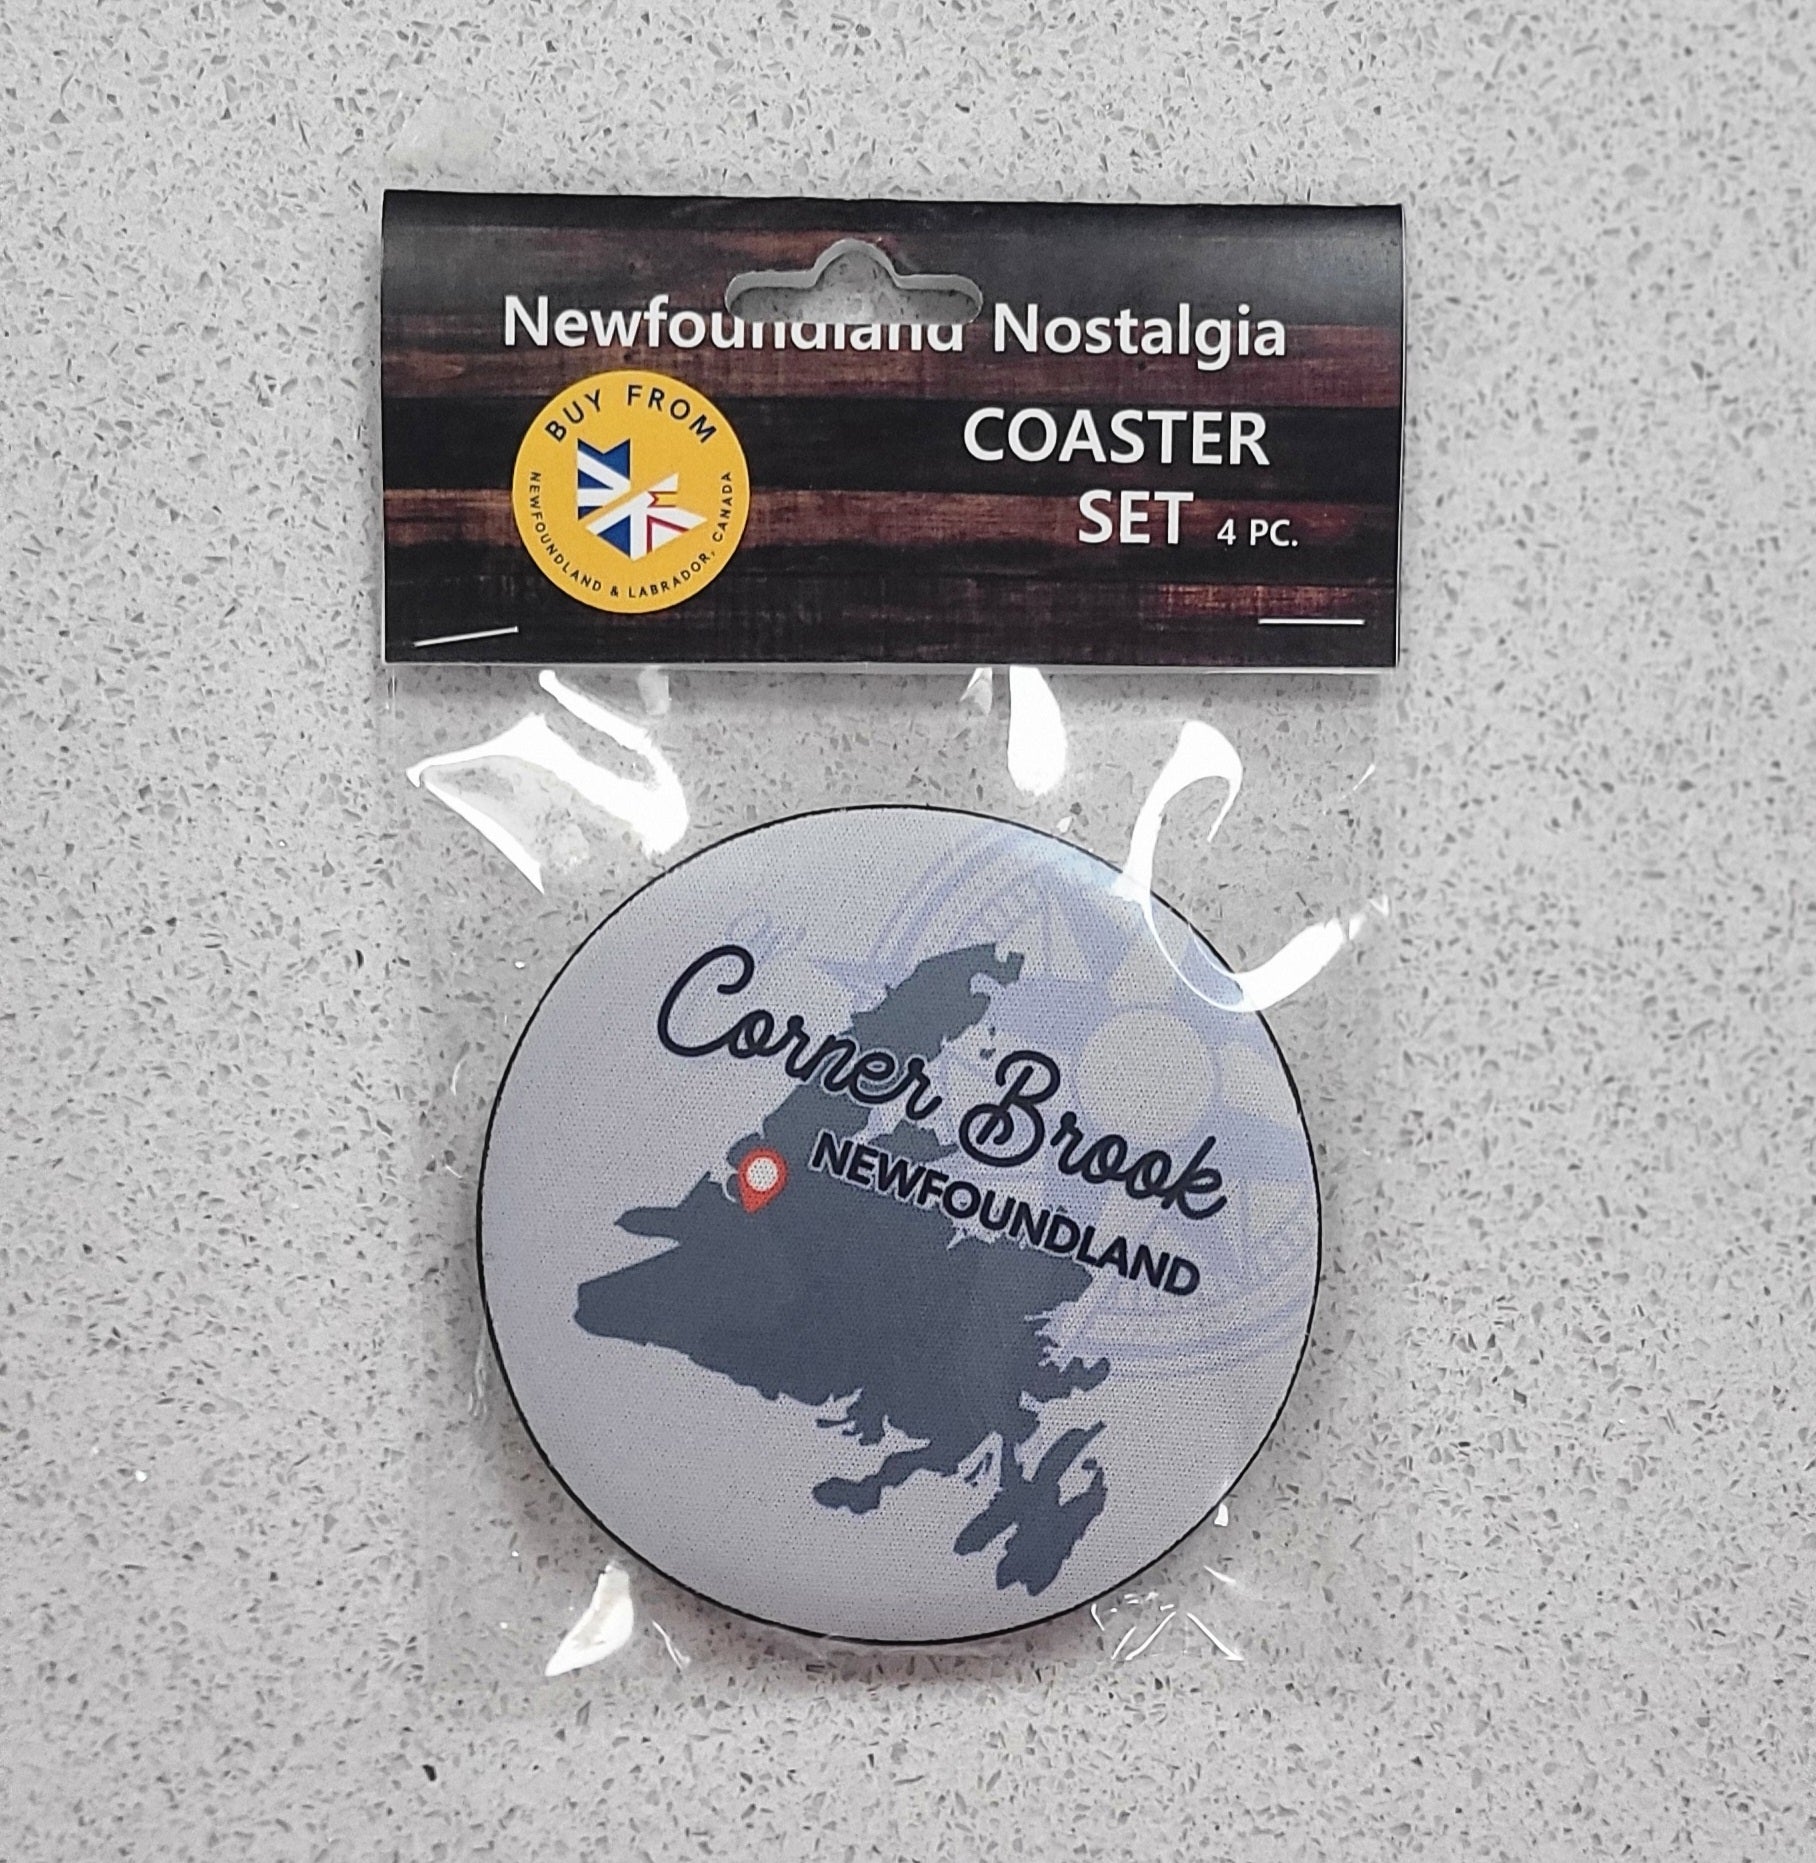 Newfoundland Nostalgia
COASTER
SET 4 PC.
BUY FROM
NEWFOUNDLAND & LABRADOR, CANADA
Corner Brook
NEWFOUNDLAND